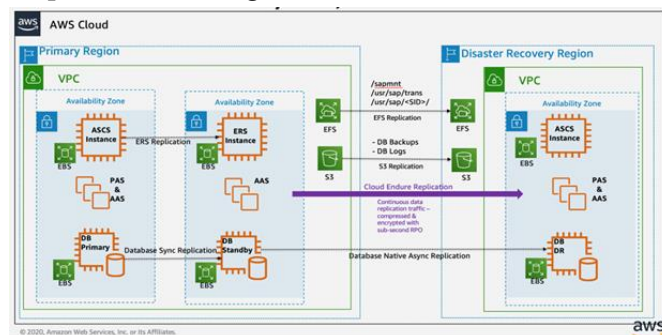 aws
AWS Cloud
Primary Region
VPC
Availability Zone
ASCS
Instance
EBS
ERS Replication
PAS
&
AAS
DB
Primary
EBS
Database Sync Replication
Availability Zone
ERS
Instance
EBS
AAS
DB
Standby
EBS
/sapmnt
/usr/sap/trans
/usr/sap/<SID>/
EFS
EFS Replication
EFS
- DB Backups
- DB Logs
S3
S3 Replication
S3
Cloud Endure Replication
Continuous data
replication traffic –
compressed &
encrypted with
sub-second RPO
Database Native Async Replication
Disaster Recovery Region
VPC
Availability Zone
ASCS
Instance
EBS
PAS
&
AAS
DB
DR
EBS
© 2020, Amazon Web Services, Inc. or its Affiliates.
aws